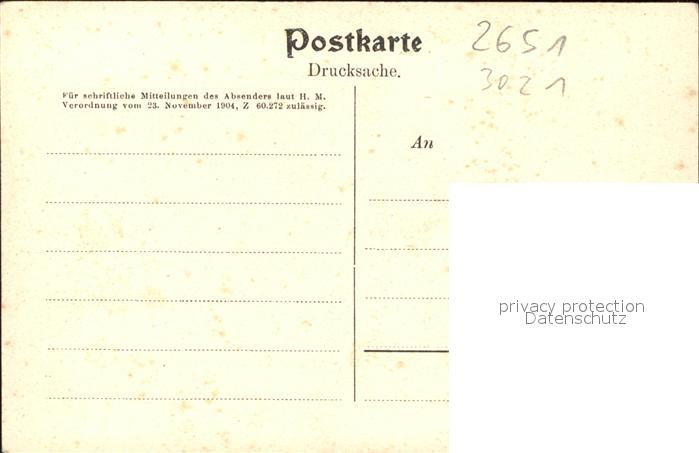 Postkarte
Drucksache.
2651
3021
Für schriftliche Mitteilungen des Absenders laut H. M.
Verordnung vom 23. November 1904, Z 60.272 zulässig.
An
privacy protection
Datenschutz